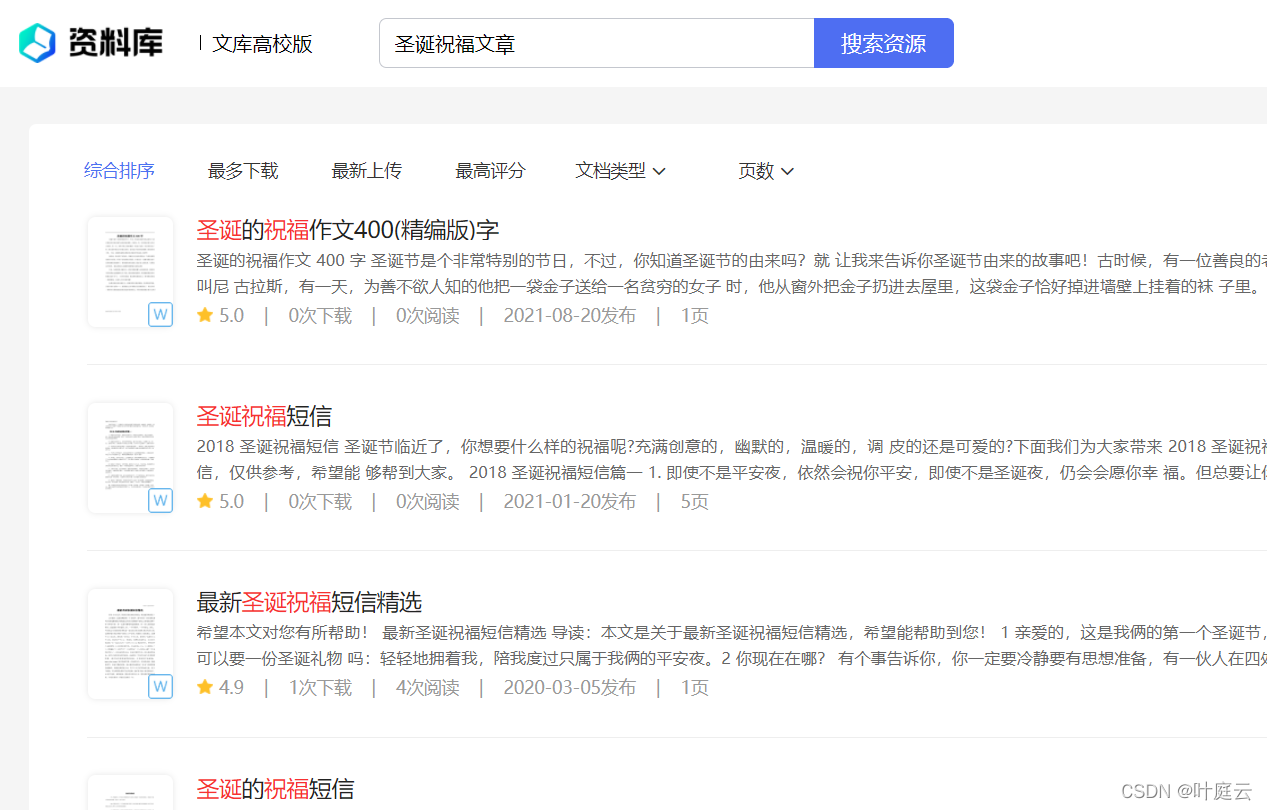 资料库 | 文库高校版 圣诞祝福文章 搜索资源
综合排序 最多下载 最新上传 最高评分 文档类型 页数
圣诞的祝福作文400(精编版)字
圣诞的祝福作文 400 字 圣诞节是个非常特别的节日，不过，你知道圣诞节的由来吗？就 让我来告诉你圣诞节由来的故事吧！古时候，有一位善良的老
叫尼 古拉斯，有一天，为善不欲人知的他把一袋金子送给一名贫穷的女子 时，他从窗外把金子扔进去屋里，这袋金子恰好掉进墙壁上挂着的袜 子里。
W
5.0 | 0次下载 | 0次阅读 | 2021-08-20发布 | 1页
圣诞祝福短信
2018 圣诞祝福短信 圣诞节临近了，你想要什么样的祝福呢?充满创意的，幽默的，温暖的，调 皮的还是可爱的?下面我们为大家带来 2018 圣诞祝
信，仅供参考，希望能 够帮到大家。 2018 圣诞祝福短信篇一 1. 即使不是平安夜，依然会祝你平安，即使不是圣诞夜，仍会会愿你幸 福。但总要让
W
5.0 | 0次下载 | 0次阅读 | 2021-01-20发布 | 5页
最新圣诞祝福短信精选
希望本文对您有所帮助！ 最新圣诞祝福短信精选 导读：本文是关于最新圣诞祝福短信精选，希望能帮助到您！ 1 亲爱的，这是我俩的第一个圣诞节，
可以要一份圣诞礼物 吗：轻轻地拥着我，陪我度过只属于我俩的平安夜。2 你现在在哪？ 有个事告诉你，你一定要冷静要有思想准备，有一伙人在四处
W
4.9 | 1次下载 | 4次阅读 | 2020-03-05发布 | 1页
圣诞的祝福短信
CSDN @叶庭云